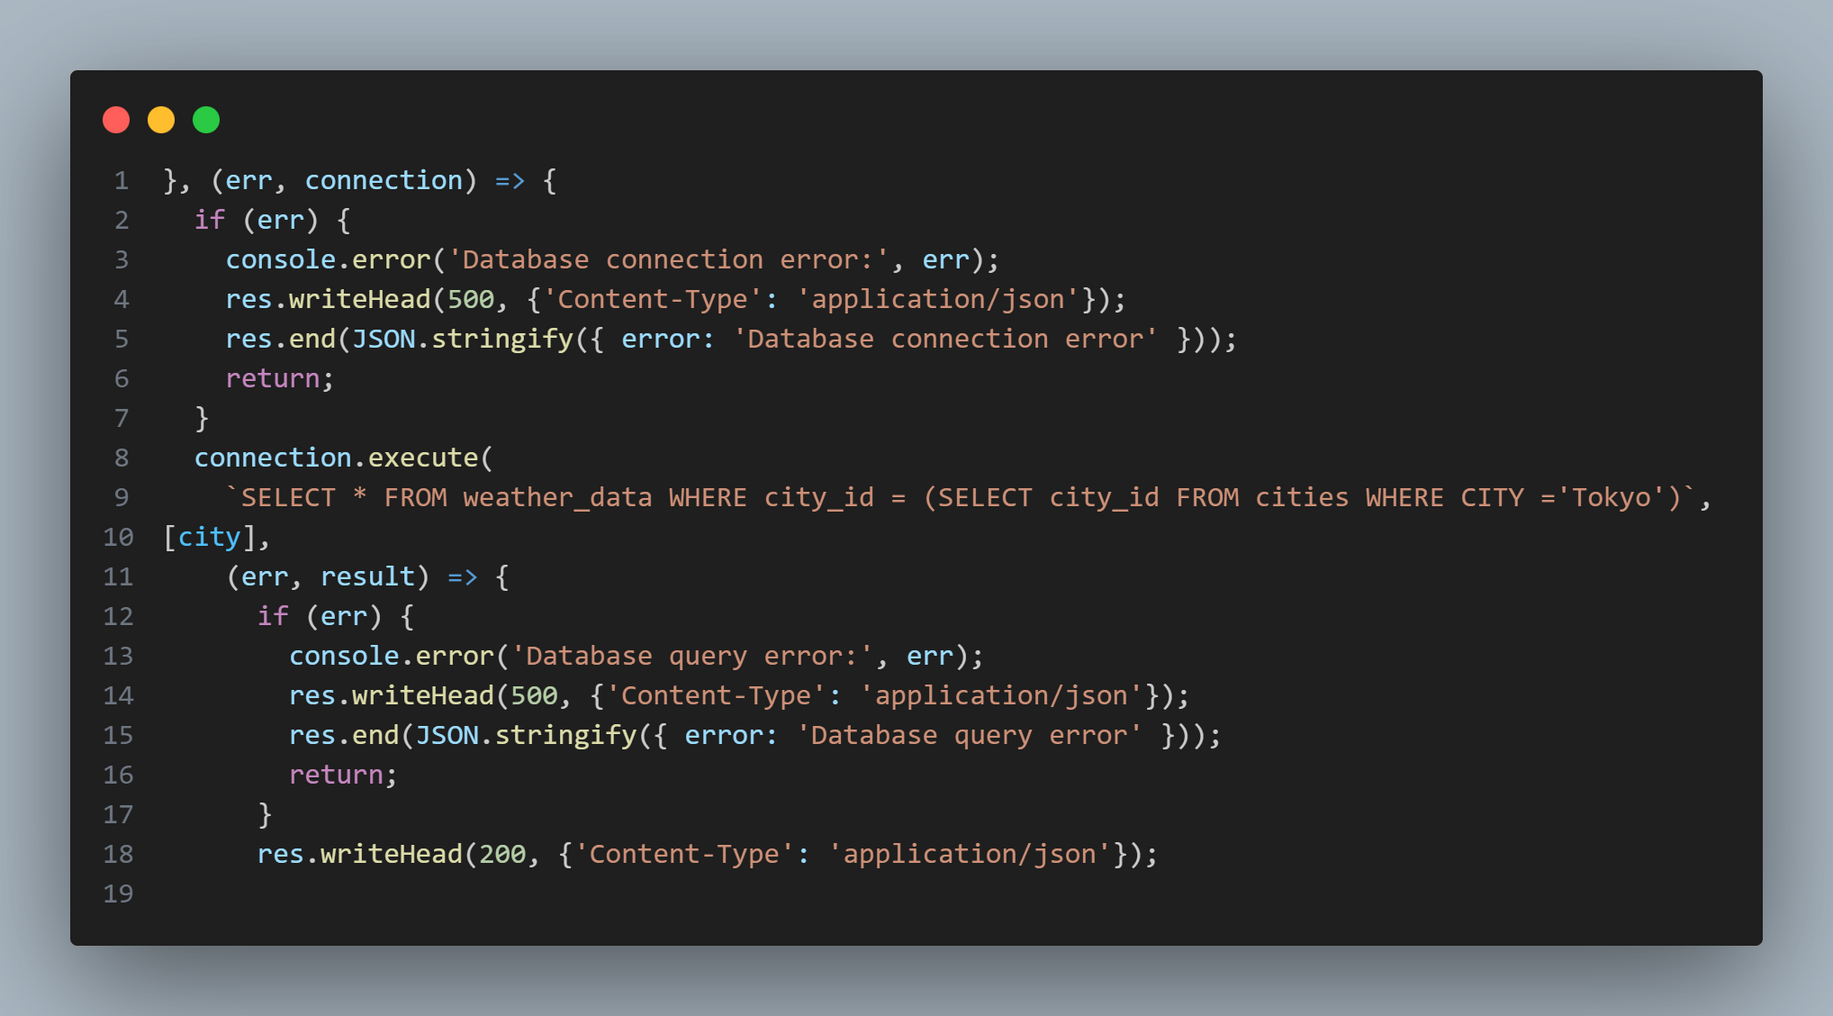 1 }, (err, connection) => {
2   if (err) {
3     console.error('Database connection error:', err);
4     res.writeHead(500, {'Content-Type': 'application/json'});
5     res.end(JSON.stringify({ error: 'Database connection error' }));
6     return;
7   }
8   connection.execute(
9     `SELECT * FROM weather_data WHERE city_id = (SELECT city_id FROM cities WHERE CITY ='Tokyo')`,
10 [city],
11     (err, result) => {
12       if (err) {
13         console.error('Database query error:', err);
14         res.writeHead(500, {'Content-Type': 'application/json'});
15         res.end(JSON.stringify({ error: 'Database query error' }));
16         return;
17       }
18       res.writeHead(200, {'Content-Type': 'application/json'});
19